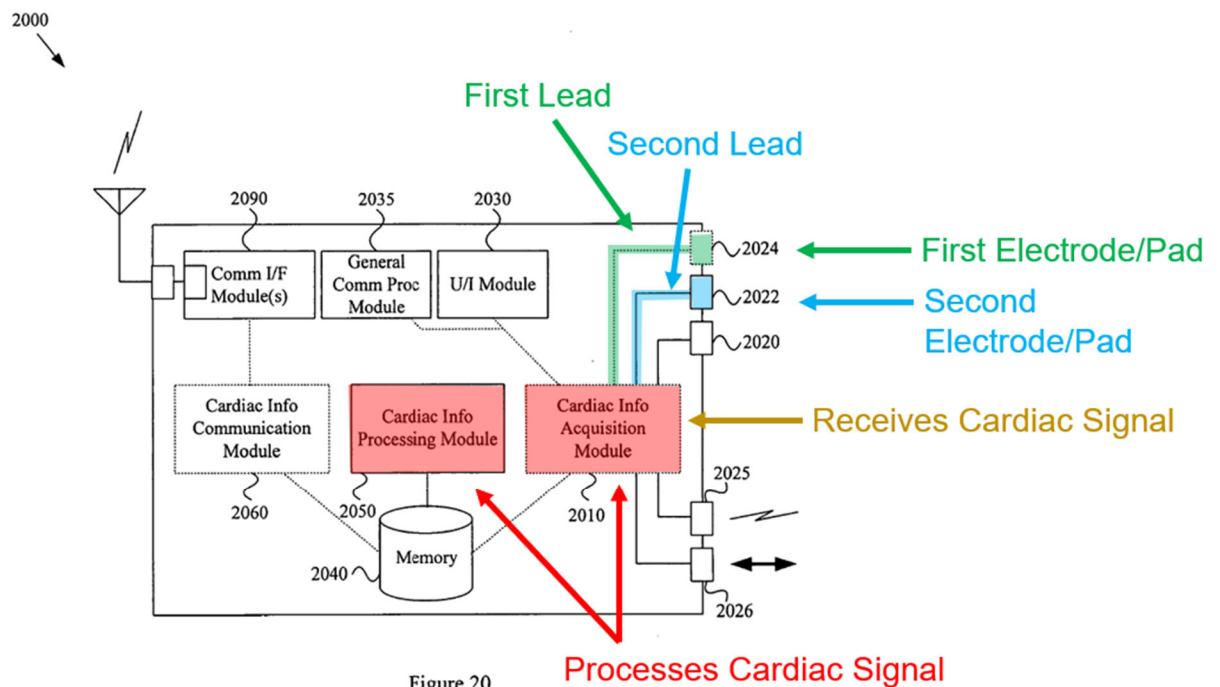 2000
First Lead
Second Lead
2090
2035
2030
Comm I/F
Module(s)
General
Comm Proc
Module
U/I Module
2024
First Electrode/Pad
2022
Second
Electrode/Pad
2020
Cardiac Info
Communication
Module
Cardiac Info
Processing Module
Cardiac Info
Acquisition
Module
Receives Cardiac Signal
2060
2050
2010
2025
Memory
2040
2026
Processes Cardiac Signal
Figure 20